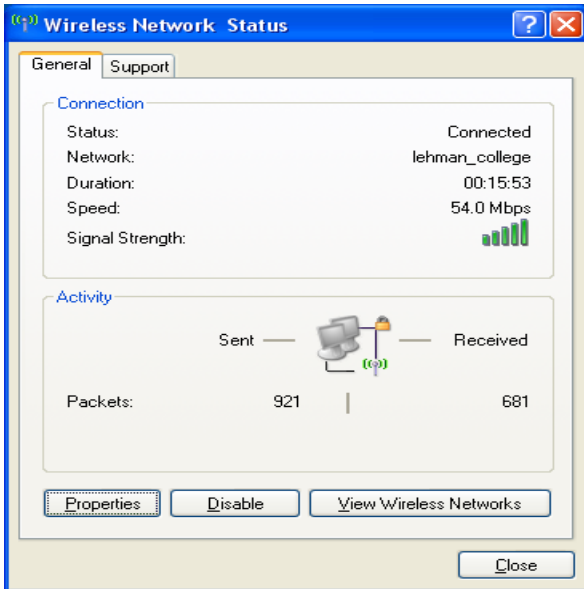 Wireless Network Status
General Support
Connection
Status: Connected
Network: lehman_college
Duration: 00:15:53
Speed: 54.0 Mbps
Signal Strength:
Activity
Sent Received
Packets: 921 681
Properties Disable View Wireless Networks
Close